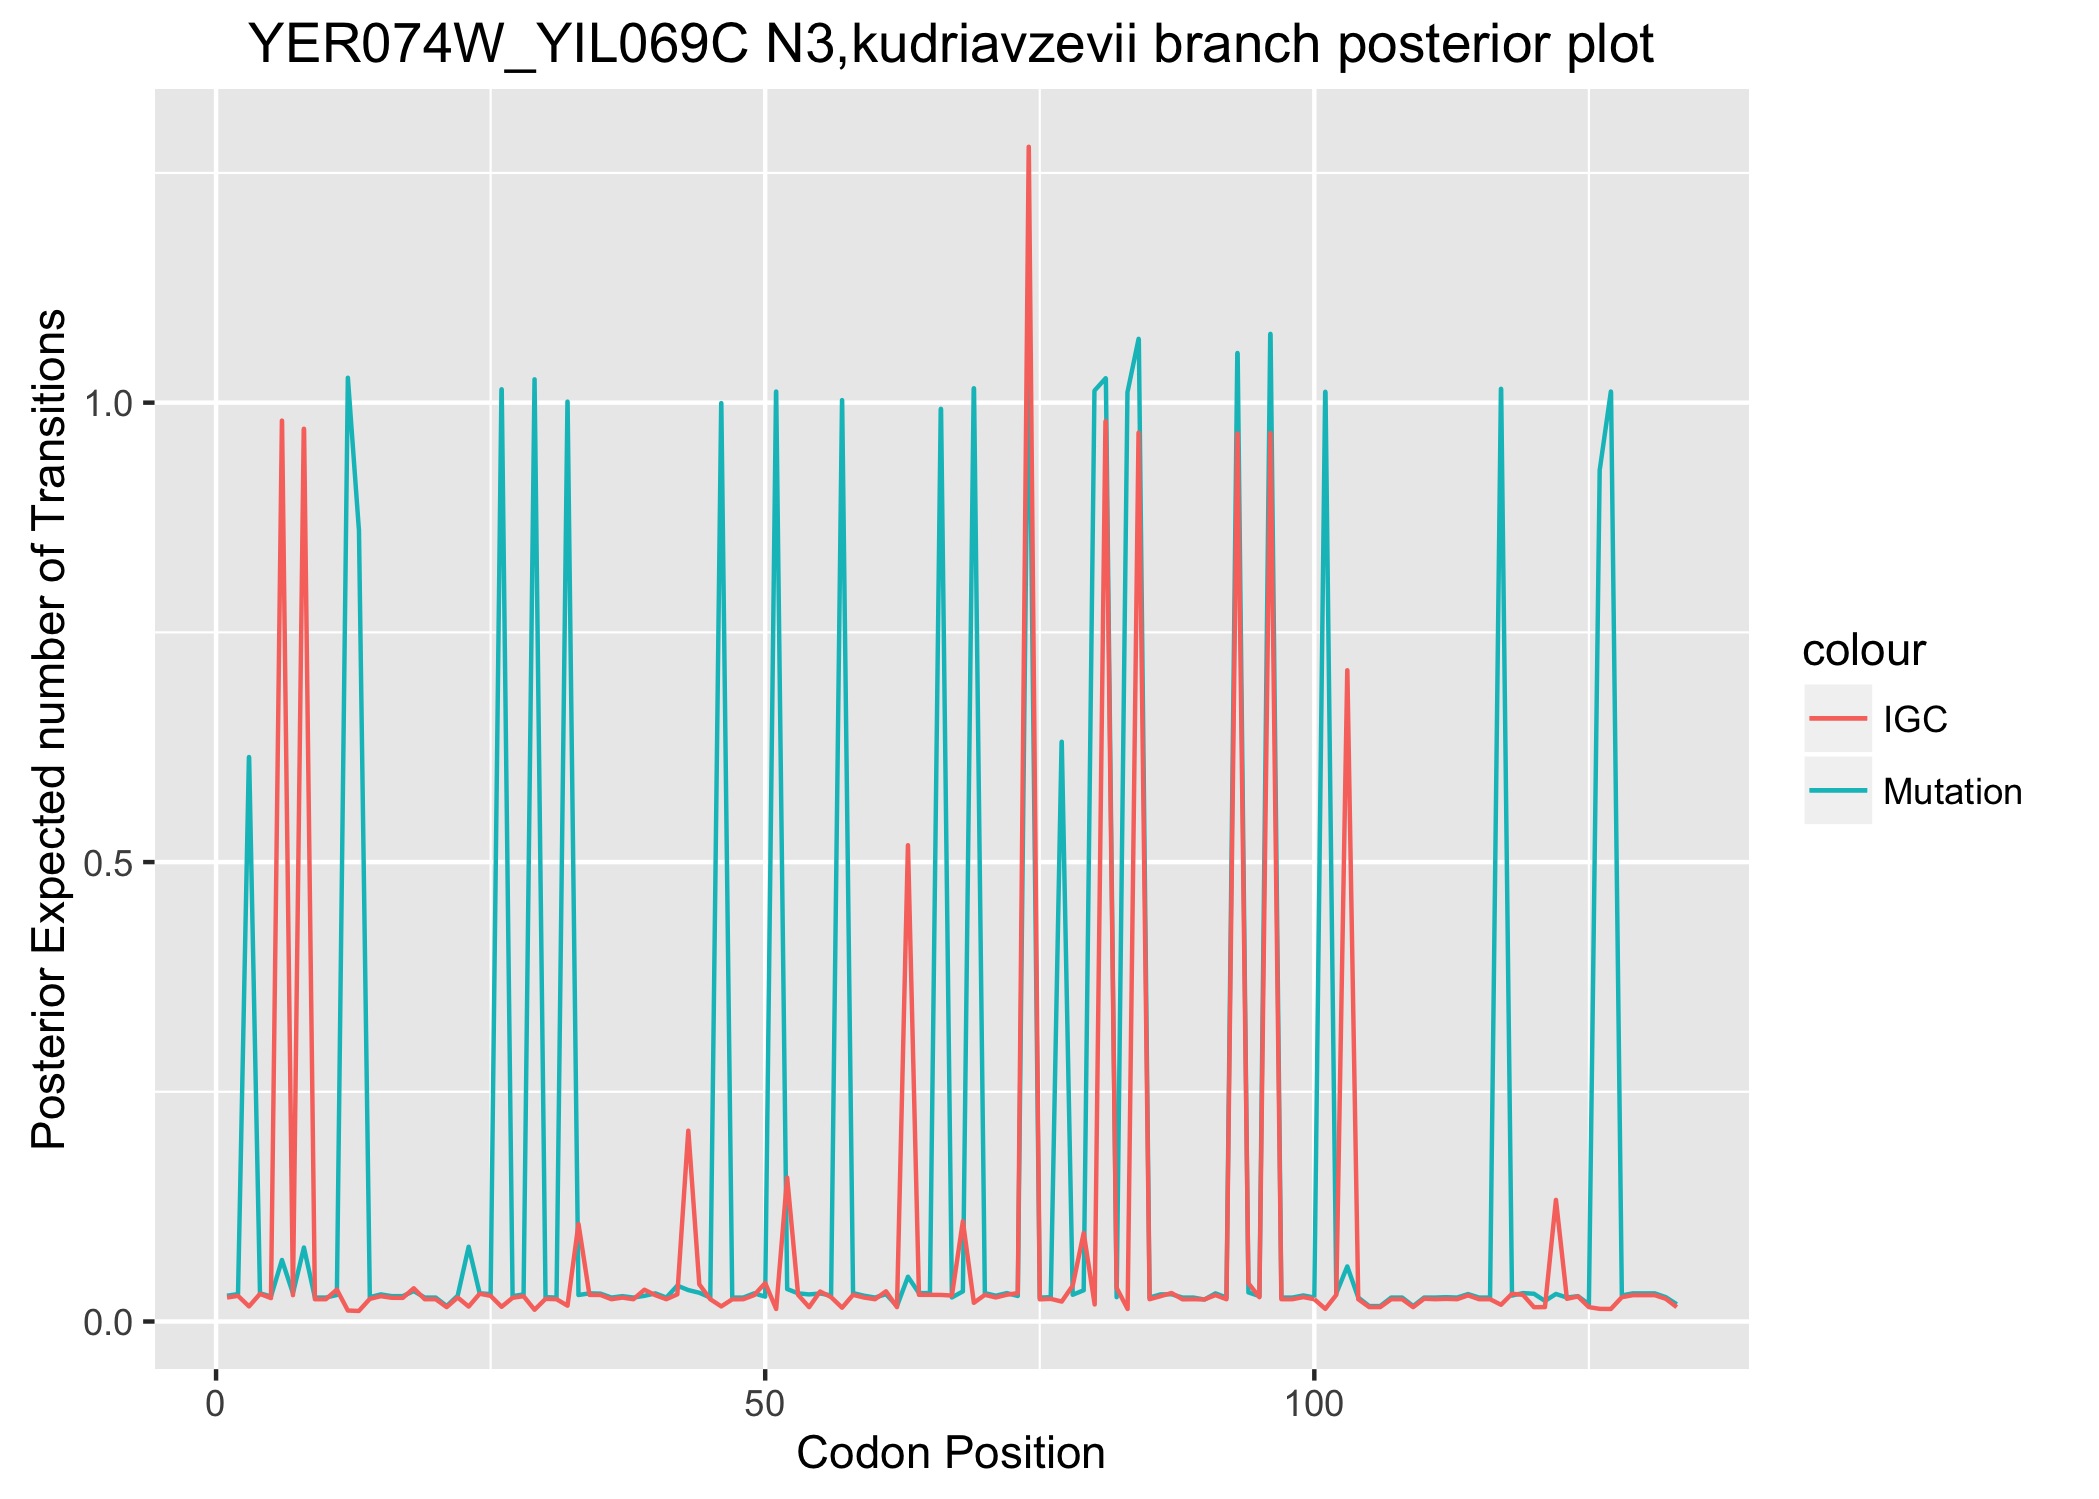 YER074W_YIL069C N3,kudriavzevii branch posterior plot
Posterior Expected number of Transitions
1.0
0.5
0.0
0
50
100
Codon Position
colour
IGC
Mutation